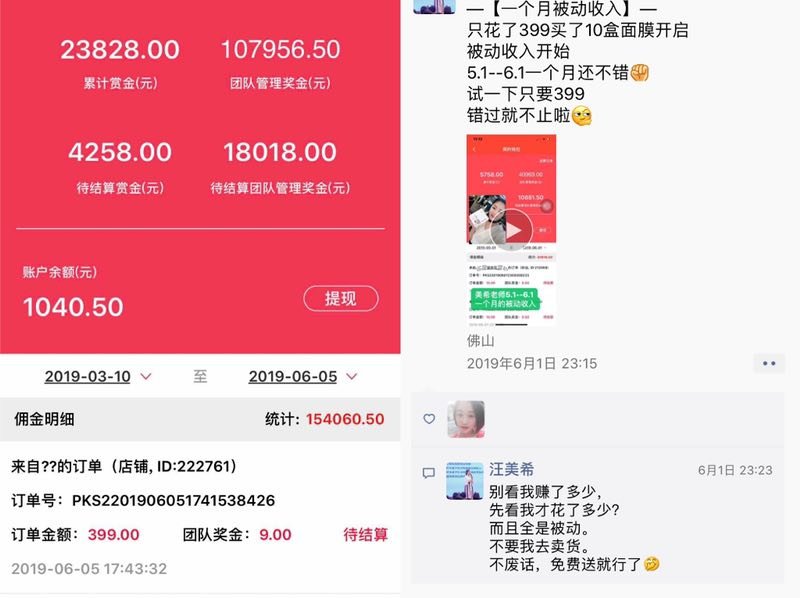 23828.00
107956.50
累计赏金(元)
团队管理奖金(元)
4258.00
18018.00
待结算赏金(元)
待结算团队管理奖金(元)
账户余额(元)
1040.50
提现
2019-03-10
至
2019-06-05
佣金明细
统计: 154060.50
来自??的订单（店铺, ID:222761）
订单号：PKS2201906051741538426
订单金额：399.00
团队奖金：9.00
待结算
2019-06-05 17:43:32
—【一个月被动收入】—
只花了399买了10盒面膜开启
被动收入开始
5.1--6.1一个月还不错
试一下只要399
错过就不止啦
5758.00
40969.00
10681.50
美希老师5.1--6.1
一个月的被动收入
佛山
2019年6月1日 23:15
汪美希
6月1日 23:23
别看我赚了多少，
先看我才花了多少？
而且全是被动。
不要我去卖货。
不废话，免费送就行了